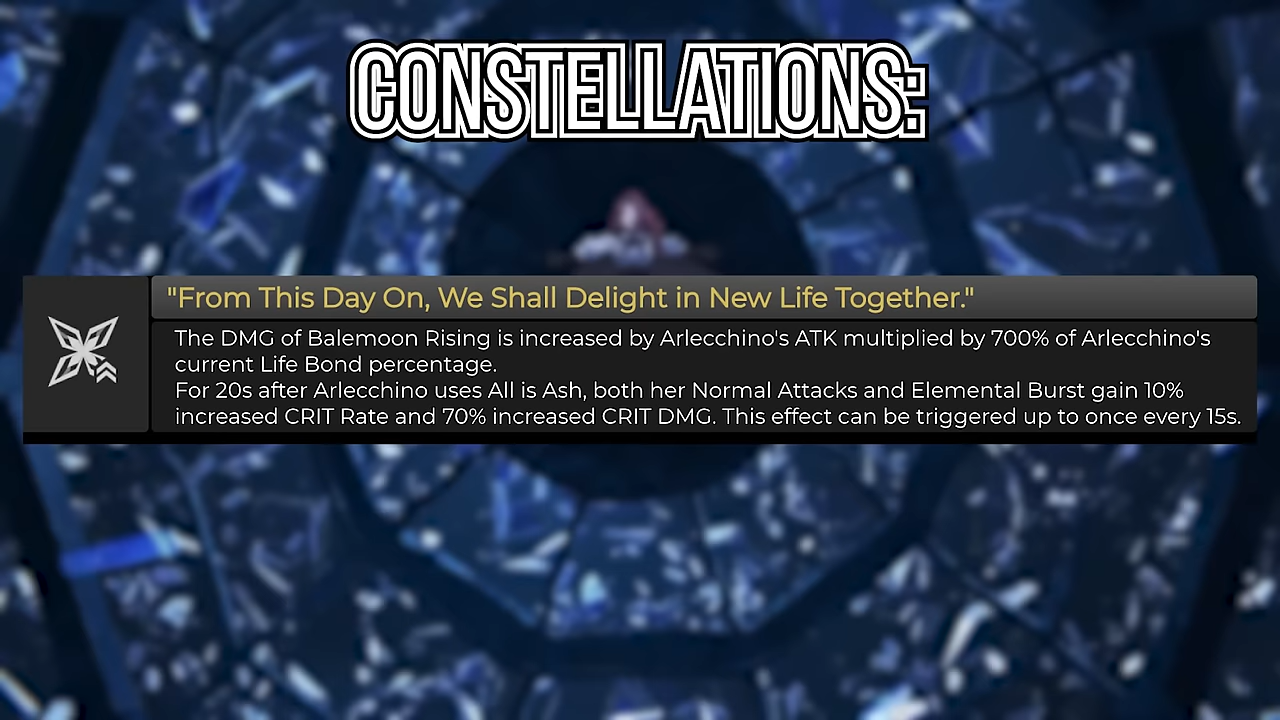 CONSTELLATIONS:
"From This Day On, We Shall Delight in New Life Together."
The DMG of Balemoon Rising is increased by Arlecchino's ATK multiplied by 700% of Arlecchino's
current Life Bond percentage.
For 20s after Arlecchino uses All is Ash, both her Normal Attacks and Elemental Burst gain 10%
increased CRIT Rate and 70% increased CRIT DMG. This effect can be triggered up to once every 15s.